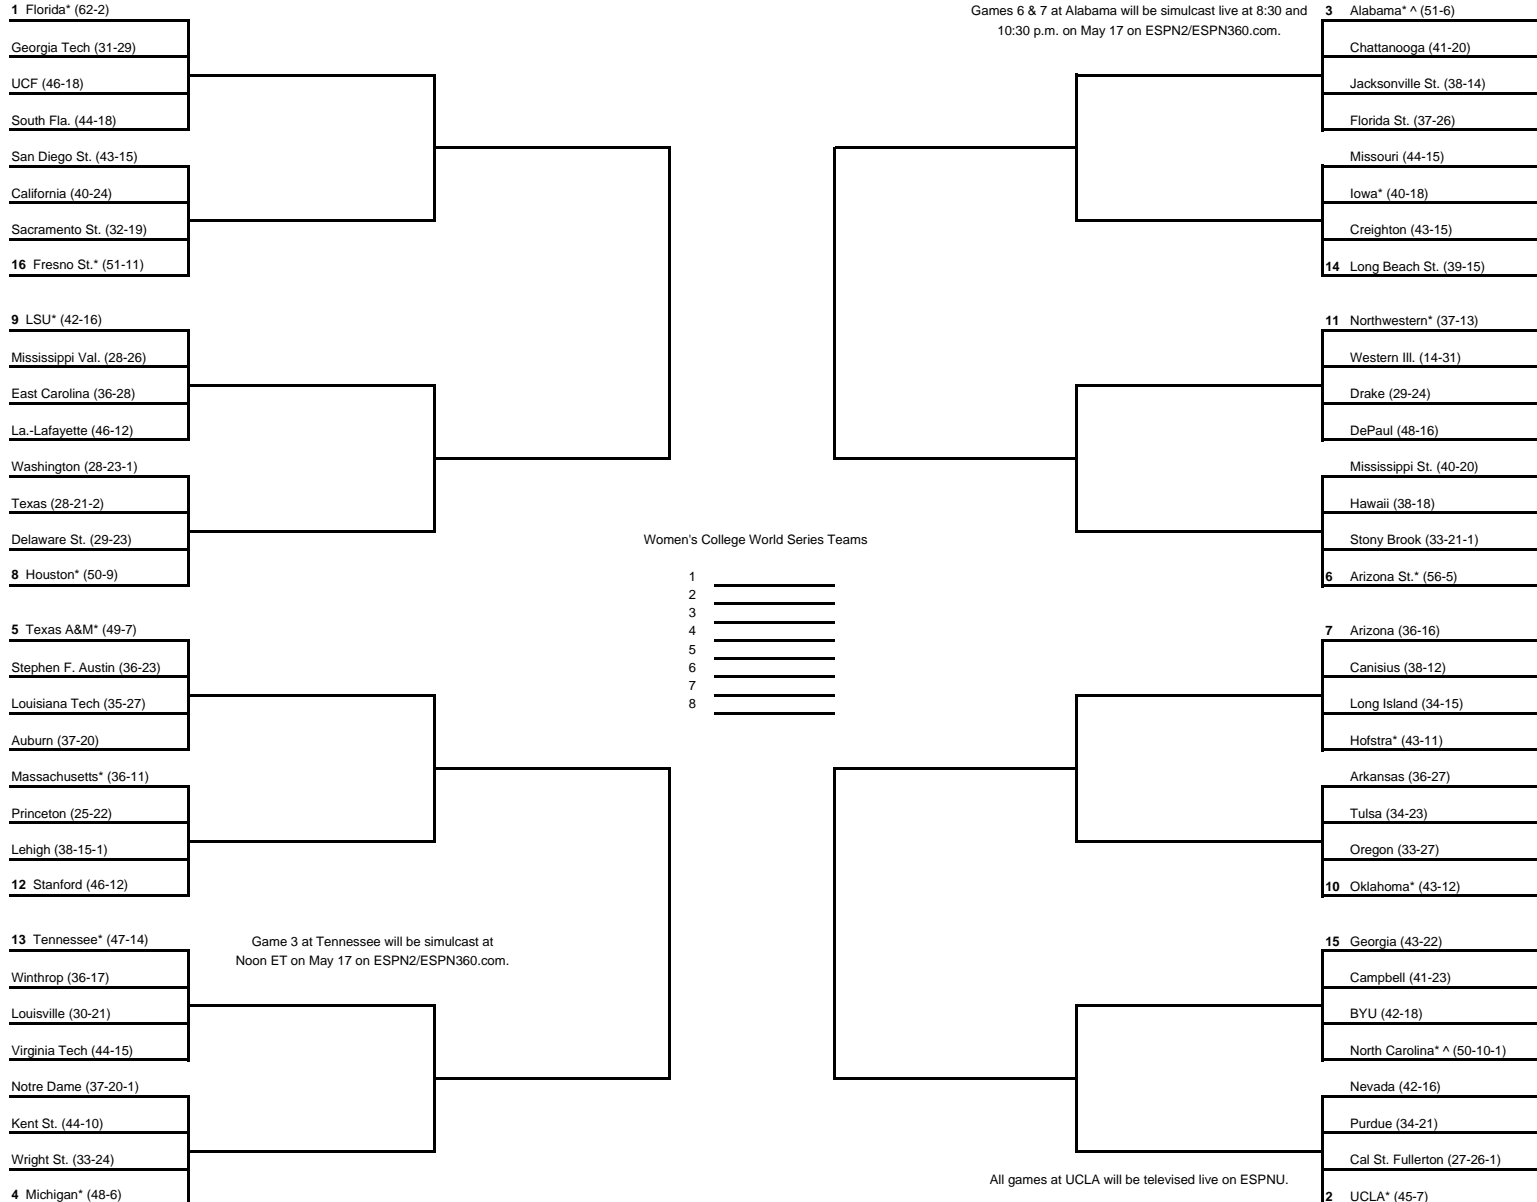 1 Florida* (62-2)
Georgia Tech (31-29)
UCF (46-18)
South Fla. (44-18)
San Diego St. (43-15)
California (40-24)
Sacramento St. (32-19)
16 Fresno St.* (51-11)
9 LSU* (42-16)
Mississippi Val. (28-26)
East Carolina (36-28)
La.-Lafayette (46-12)
Washington (28-23-1)
Texas (28-21-2)
Delaware St. (29-23)
8 Houston* (50-9)
5 Texas A&M* (49-7)
Stephen F. Austin (36-23)
Louisiana Tech (35-27)
Auburn (37-20)
Massachusetts* (36-11)
Princeton (25-22)
Lehigh (38-15-1)
12 Stanford (46-12)
13 Tennessee* (47-14)
Winthrop (36-17)
Louisville (30-21)
Virginia Tech (44-15)
Notre Dame (37-20-1)
Kent St. (44-10)
Wright St. (33-24)
4 Michigan* (48-6)
Game 3 at Tennessee will be simulcast at
Noon ET on May 17 on ESPN2/ESPN360.com.
Women's College World Series Teams
1
2
3
4
5
6
7
8
Games 6 & 7 at Alabama will be simulcast live at 8:30 and
10:30 p.m. on May 17 on ESPN2/ESPN360.com.
3 Alabama* ^ (51-6)
Chattanooga (41-20)
Jacksonville St. (38-14)
Florida St. (37-26)
Missouri (44-15)
Iowa* (40-18)
Creighton (43-15)
14 Long Beach St. (39-15)
11 Northwestern* (37-13)
Western Ill. (14-31)
Drake (29-24)
DePaul (48-16)
Mississippi St. (40-20)
Hawaii (38-18)
Stony Brook (33-21-1)
6 Arizona St.* (56-5)
7 Arizona (36-16)
Canisius (38-12)
Long Island (34-15)
Hofstra* (43-11)
Arkansas (36-27)
Tulsa (34-23)
Oregon (33-27)
10 Oklahoma* (43-12)
15 Georgia (43-22)
Campbell (41-23)
BYU (42-18)
North Carolina* ^ (50-10-1)
Nevada (42-16)
Purdue (34-21)
Cal St. Fullerton (27-26-1)
2 UCLA* (45-7)
All games at UCLA will be televised live on ESPNU.